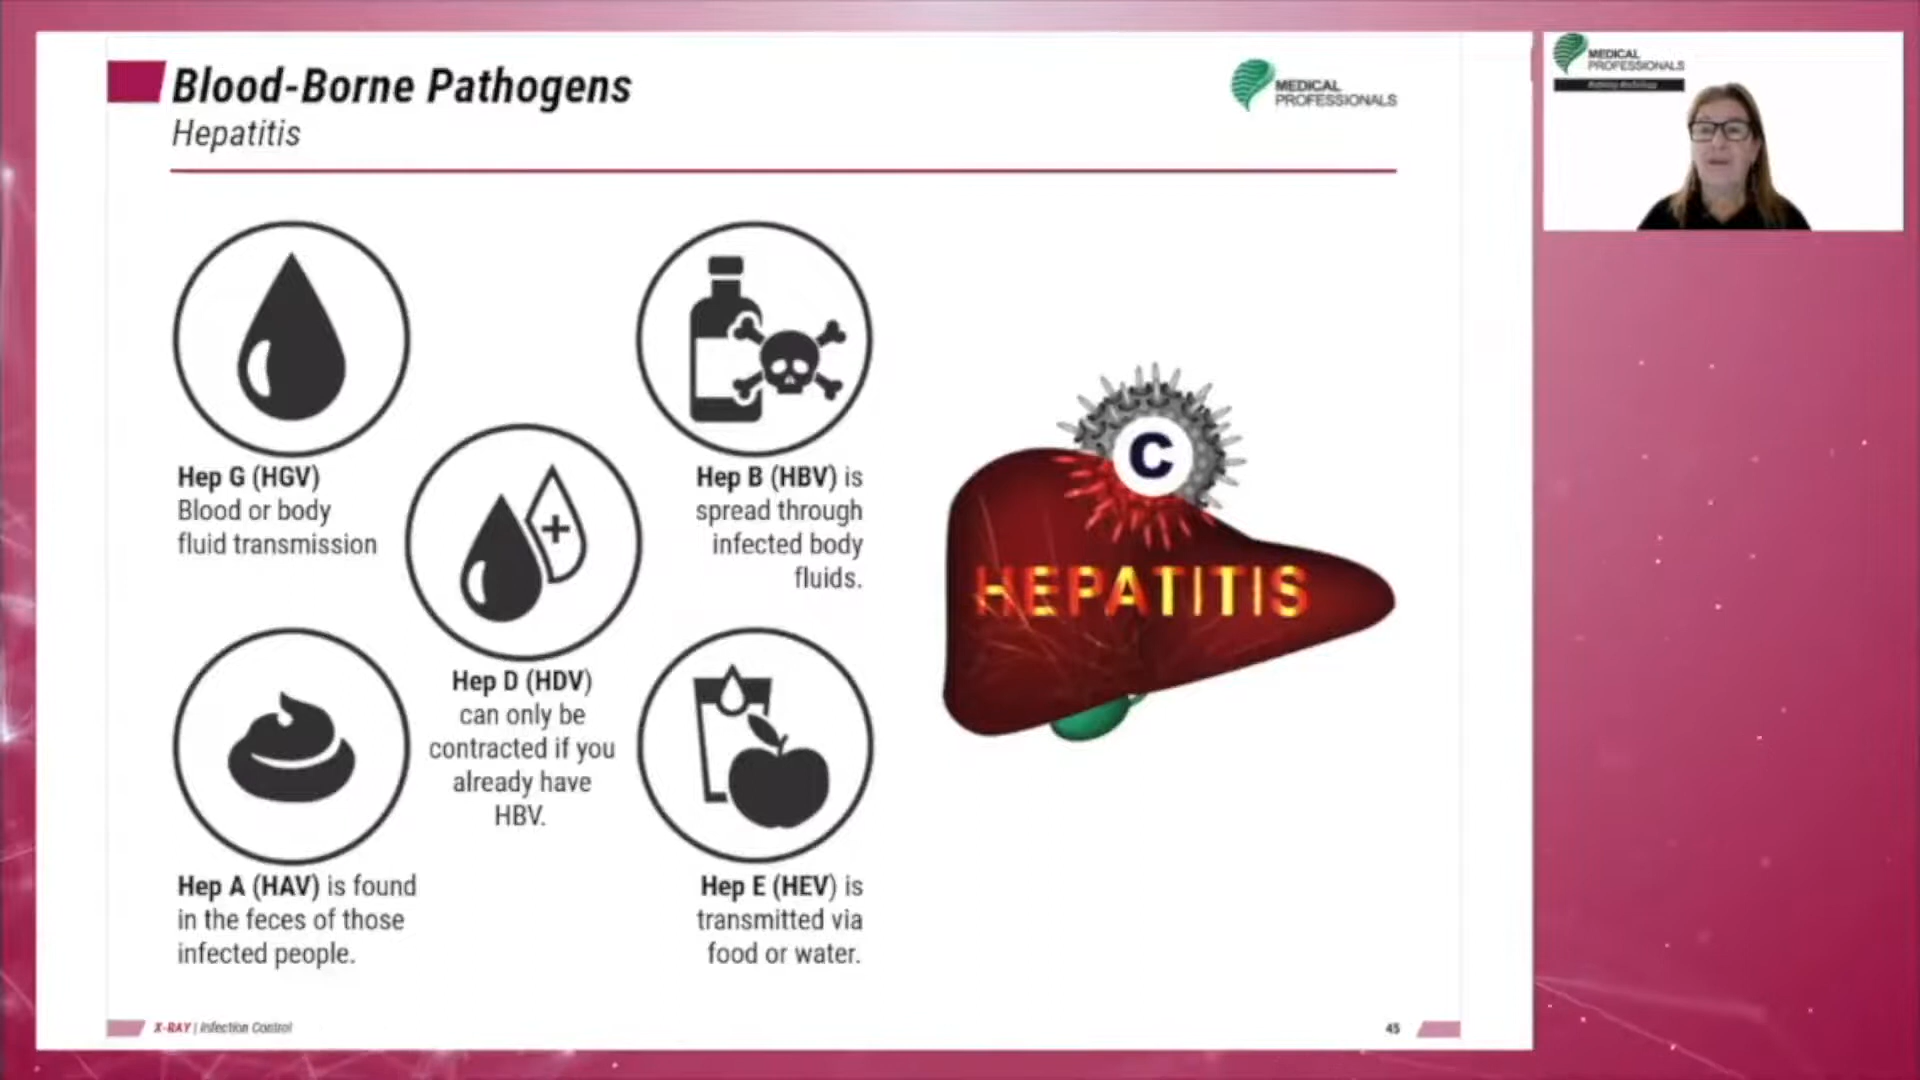 Blood-Borne Pathogens
Hepatitis
MEDICAL
PROFESSIONALS
Hep G (HGV)
Blood or body
fluid transmission
Hep B (HBV) is
spread through
infected body
fluids.
Hep D (HDV)
can only be
contracted if you
already have
HBV.
Hep A (HAV) is found
in the feces of those
infected people.
Hep E (HEV) is
transmitted via
food or water.
C
HEPATITIS
X-RAY | Infection Control
45
MEDICAL
PROFESSIONALS